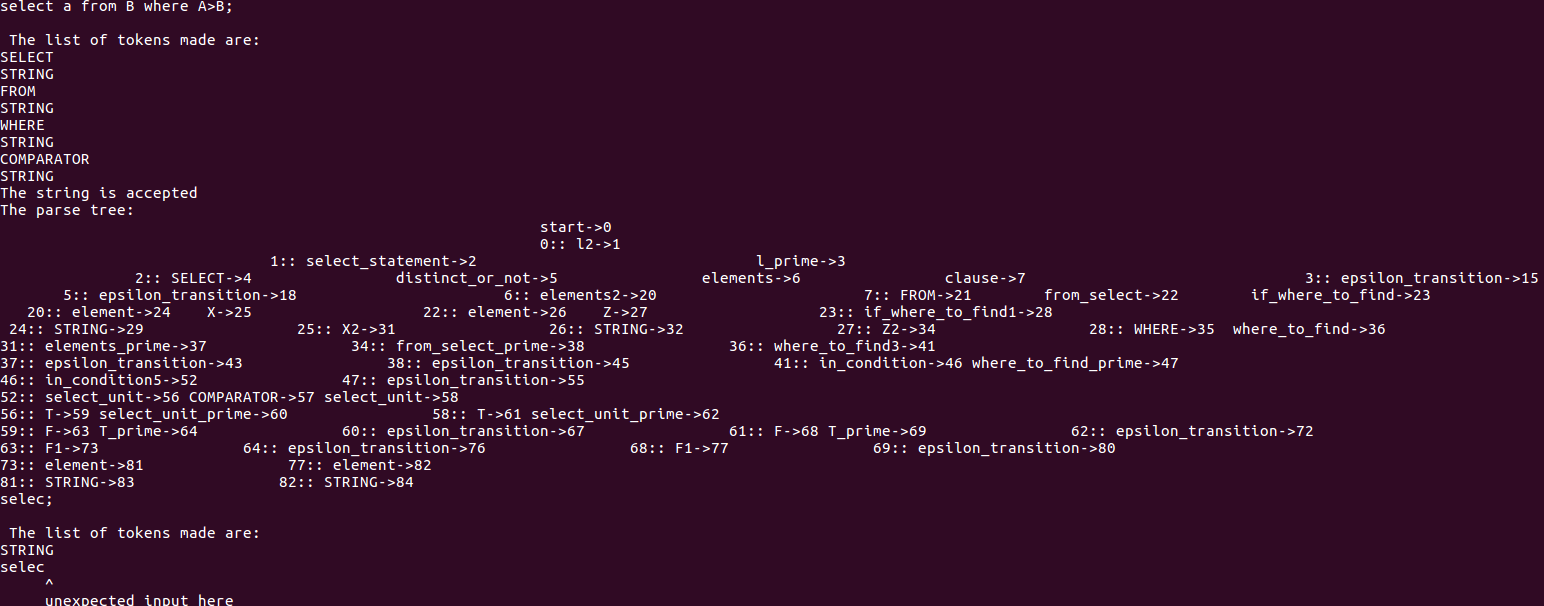 select a from B where A>B;
The list of tokens made are:
SELECT
STRING
FROM
STRING
WHERE
STRING
COMPARATOR
STRING
The string is accepted
The parse tree:
start->0
0:: l2->1
1:: select_statement->2 l_prime->3
2:: SELECT->4 distinct_or_not->5 elements->6 clause->7 3:: epsilon_transition->15
5:: epsilon_transition->18 6:: elements2->20 7:: FROM->21 from_select->22 if_where_to_find->23
20:: element->24 X->25 22:: element->26 Z->27 23:: if_where_to_find1->28
24:: STRING->29 25:: X2->31 26:: STRING->32 27:: Z2->34 28:: WHERE->35 where_to_find->36
31:: elements_prime->37 34:: from_select_prime->38 36:: where_to_find3->41
37:: epsilon_transition->43 38:: epsilon_transition->45 41:: in_condition->46 where_to_find_prime->47
46:: in_condition5->52 47:: epsilon_transition->55
52:: select_unit->56 COMPARATOR->57 select_unit->58
56:: T->59 select_unit_prime->60 58:: T->61 select_unit_prime->62
59:: F->63 T_prime->64 60:: epsilon_transition->67 61:: F->68 T_prime->69 62:: epsilon_transition->72
63:: F1->73 64:: epsilon_transition->76 68:: F1->77 69:: epsilon_transition->80
73:: element->81 77:: element->82
81:: STRING->83 82:: STRING->84
selec;
The list of tokens made are:
STRING
selec
^
unexpected input here